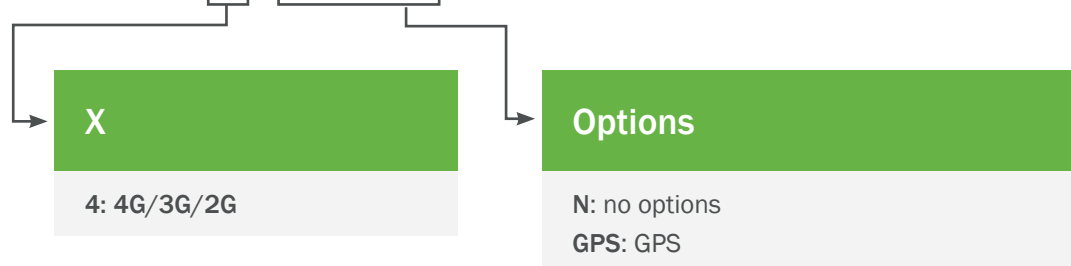 X
4: 4G/3G/2G
Options
N: no options
GPS: GPS